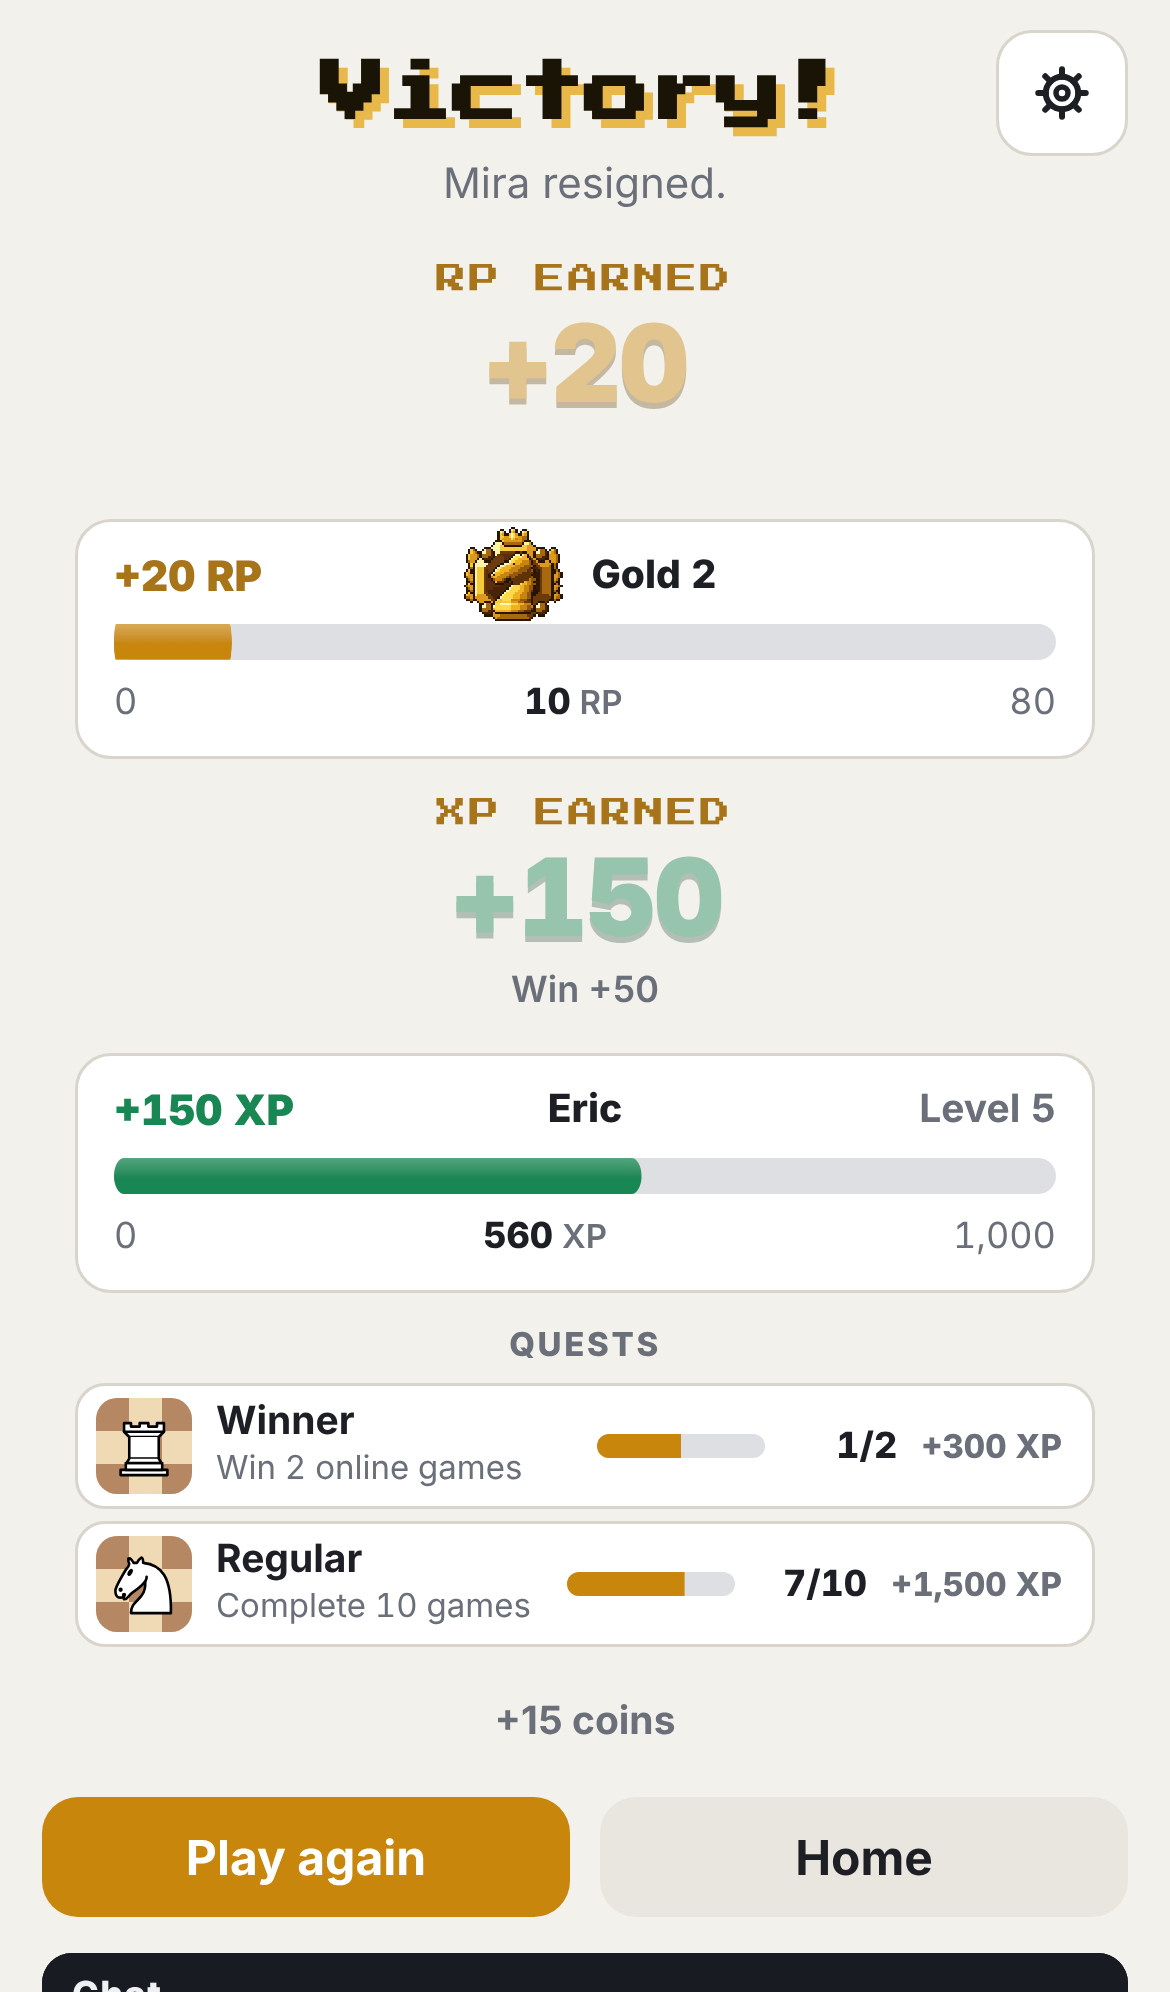 Victory!
Mira resigned.
RP EARNED
+20
+20 RP
Gold 2
0
10 RP
80
XP EARNED
+150
Win +50
+150 XP
Eric
Level 5
0
560 XP
1,000
QUESTS
Winner
Win 2 online games
1/2
+300 XP
Regular
Complete 10 games
7/10
+1,500 XP
+15 coins
Play again
Home
Chat